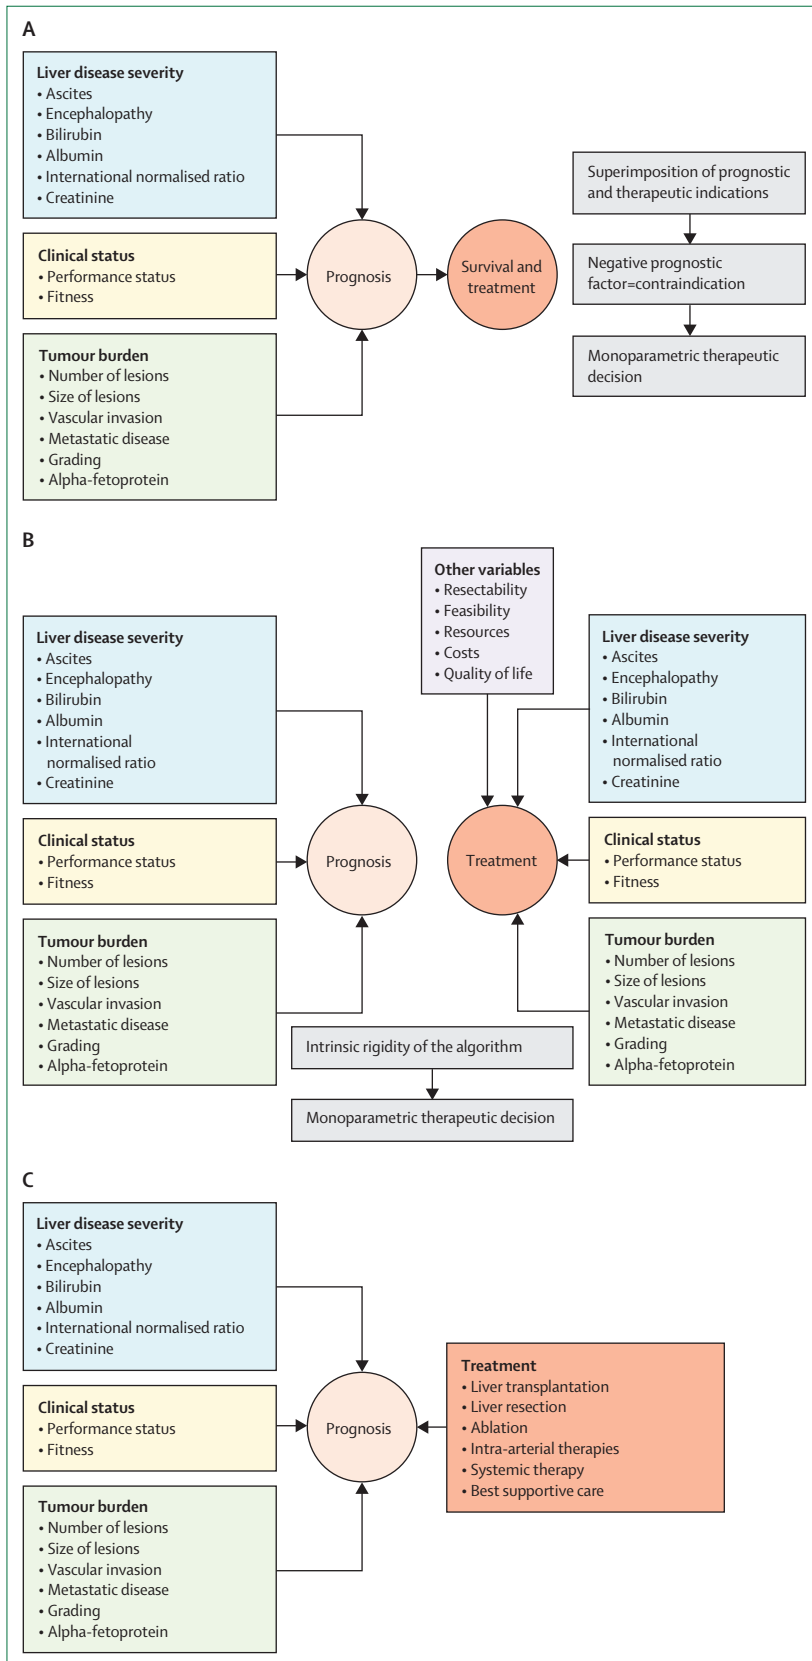 A
Liver disease severity
• Ascites
• Encephalopathy
• Bilirubin
• Albumin
• International normalised ratio
• Creatinine
Clinical status
• Performance status
• Fitness
Tumour burden
• Number of lesions
• Size of lesions
• Vascular invasion
• Metastatic disease
• Grading
• Alpha-fetoprotein
Prognosis
Survival and
treatment
Superimposition of prognostic
and therapeutic indications
Negative prognostic
factor=contraindication
Monoparametric therapeutic
decision
B
Liver disease severity
• Ascites
• Encephalopathy
• Bilirubin
• Albumin
• International
normalised ratio
• Creatinine
Clinical status
• Performance status
• Fitness
Tumour burden
• Number of lesions
• Size of lesions
• Vascular invasion
• Metastatic disease
• Grading
• Alpha-fetoprotein
Prognosis
Other variables
• Resectability
• Feasibility
• Resources
• Costs
• Quality of life
Treatment
Liver disease severity
• Ascites
• Encephalopathy
• Bilirubin
• Albumin
• International
normalised ratio
• Creatinine
Clinical status
• Performance status
• Fitness
Tumour burden
• Number of lesions
• Size of lesions
• Vascular invasion
• Metastatic disease
• Grading
• Alpha-fetoprotein
Intrinsic rigidity of the algorithm
Monoparametric therapeutic decision
C
Liver disease severity
• Ascites
• Encephalopathy
• Bilirubin
• Albumin
• International normalised ratio
• Creatinine
Clinical status
• Performance status
• Fitness
Tumour burden
• Number of lesions
• Size of lesions
• Vascular invasion
• Metastatic disease
• Grading
• Alpha-fetoprotein
Prognosis
Treatment
• Liver transplantation
• Liver resection
• Ablation
• Intra-arterial therapies
• Systemic therapy
• Best supportive care